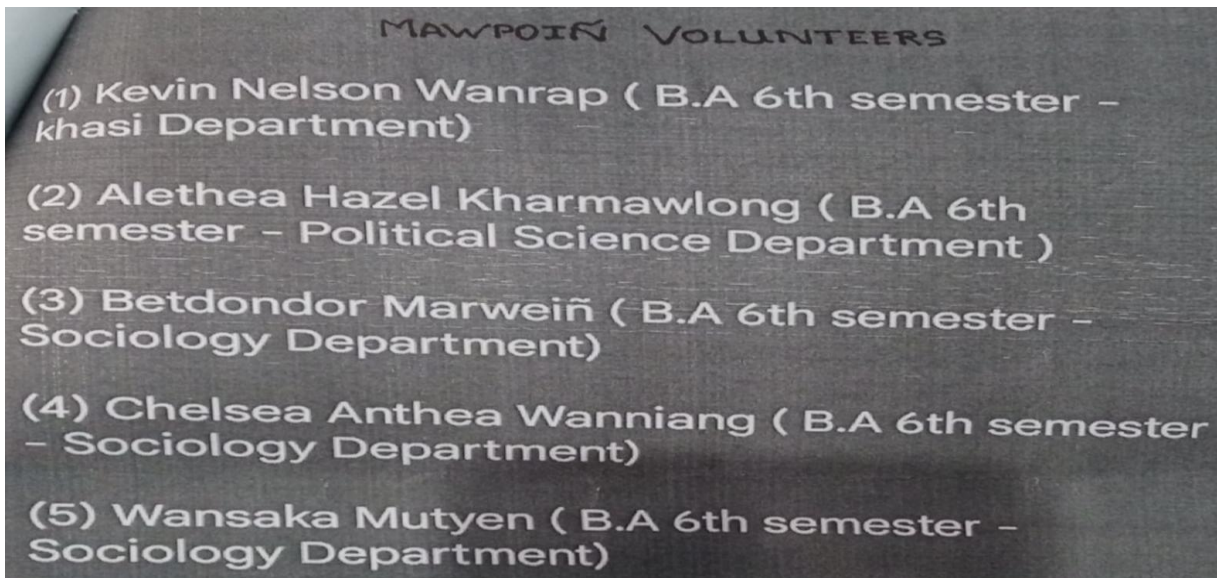 MAWPOIÑ VOLUNTEERS
(1) Kevin Nelson Wanrap ( B.A 6th semester –
khasi Department)
(2) Alethea Hazel Kharmawlong ( B.A 6th
semester – Political Science Department )
(3) Betdondor Marweiñ ( B.A 6th semester –
Sociology Department)
(4) Chelsea Anthea Wanniang ( B.A 6th semester
– Sociology Department)
(5) Wansaka Mutyen ( B.A 6th semester –
Sociology Department)